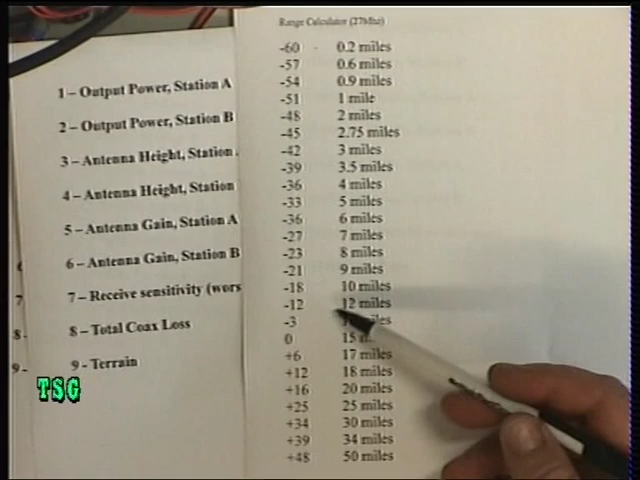 1 – Output Power, Station A
2 – Output Power, Station B
3 – Antenna Height, Station
4 – Antenna Height, Station
5 – Antenna Gain, Station A
6 – Antenna Gain, Station B
7 – Receive sensitivity (wors
8 – Total Coax Loss
9 - Terrain
7
8-
9-
TSG
Range Calculator (27Mhz)
-60 - 0.2 miles
-57 0.6 miles
-54 0.9 miles
-51 1 mile
-48 2 miles
-45 2.75 miles
-42 3 miles
-39 3.5 miles
-36 4 miles
-33 5 miles
-36 6 miles
-27 7 miles
-23 8 miles
-21 9 miles
-18 10 miles
-12 12 miles
-3 miles
0 15
+6 17 miles
+12 18 miles
+16 20 miles
+25 25 miles
+34 30 miles
+39 34 miles
+48 50 miles